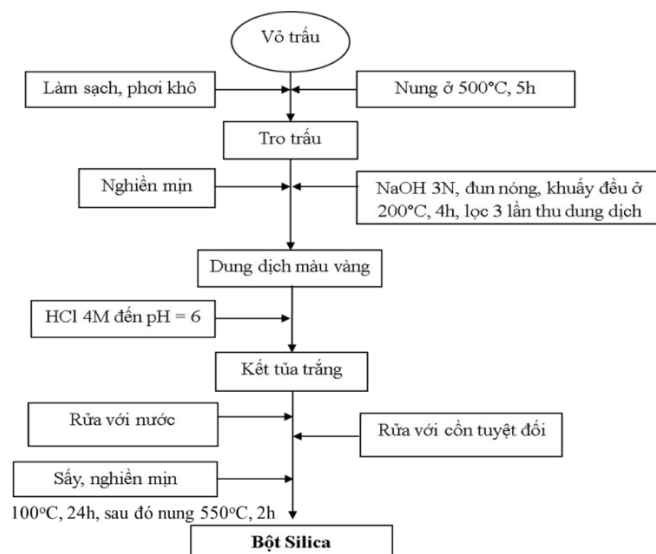 Vỏ trấu
Làm sạch, phơi khô
Nung ở 500°C, 5h
Tro trấu
Nghiền mịn
NaOH 3N, đun nóng, khuấy đều ở
200°C, 4h, lọc 3 lần thu dung dịch
Dung dịch màu vàng
HCl 4M đến pH = 6
Kết tủa trắng
Rửa với nước
Rửa với cồn tuyệt đối
Sấy, nghiền mịn
100°C, 24h, sau đó nung 550°C, 2h
Bột Silica